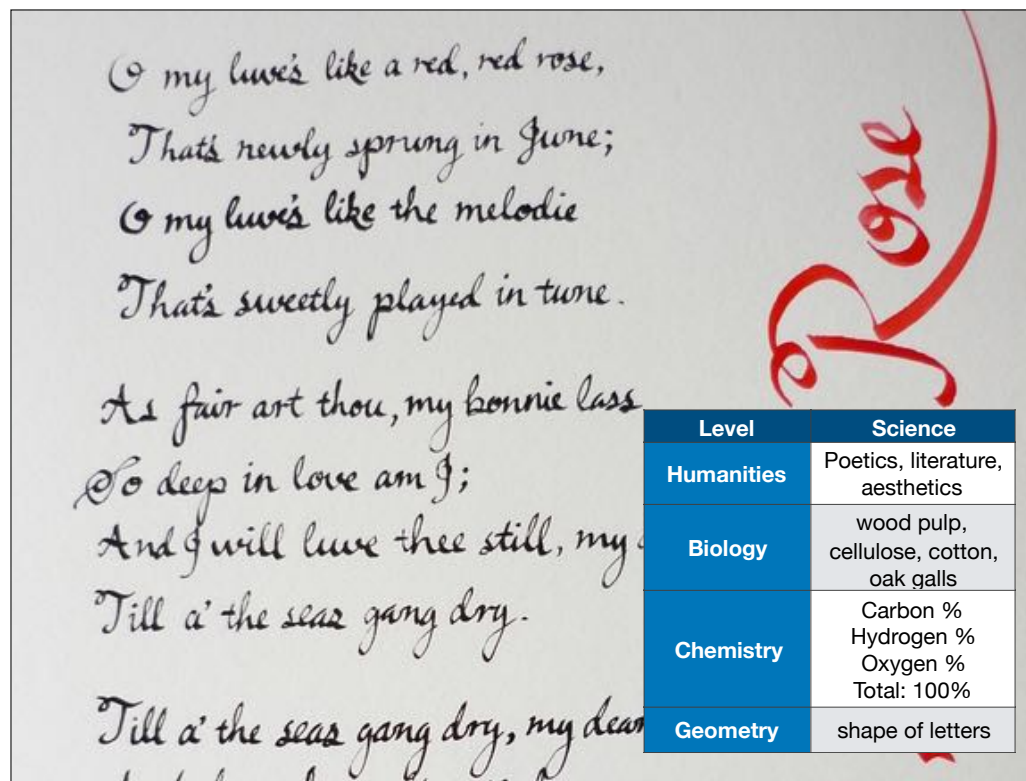 O my luve's like a red, red rose,
That's newly sprung in June;
O my luve's like the melodie
That's sweetly played in tune.
As fair art thou, my bonnie lass
So deep in love am I;
And I will luve thee still, my
Till a' the seas gang dry.
Till a' the seas gang dry, my dear
Rose
Level Science
Humanities Poetics, literature,
aesthetics
Biology wood pulp,
cellulose, cotton,
oak galls
Chemistry Carbon %
Hydrogen %
Oxygen %
Total: 100%
Geometry shape of letters